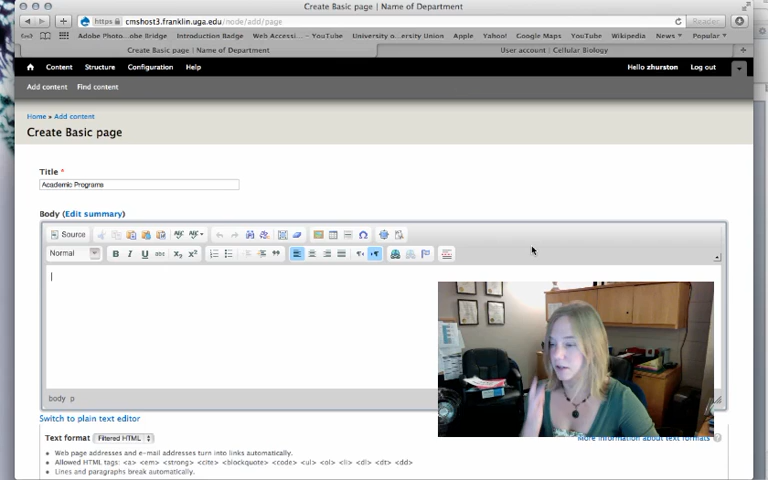 Create Basic page | Name of Department
https cmshost3.franklin.uga.edu/node/add/page
Reader
Adobe Photo...obe Bridge Introduction Badge Web Accessi... – YouTube University o...ersity Union Apple Yahoo! Google Maps YouTube Wikipedia News Popular
Create Basic page | Name of Department User account | Cellular Biology
Content Structure Configuration Help Hello zhurston Log out
Add content Find content
Home » Add content
Create Basic page
Title *
Academic Programs
Body (Edit summary)
Source
Normal B I U abc X2 X2
body p
Switch to plain text editor
Text format Filtered HTML More information about text formats
Web page addresses and e-mail addresses turn into links automatically.
Allowed HTML tags: <a> <em> <strong> <cite> <blockquote> <code> <ul> <ol> <li> <dl> <dt> <dd>
Lines and paragraphs break automatically.